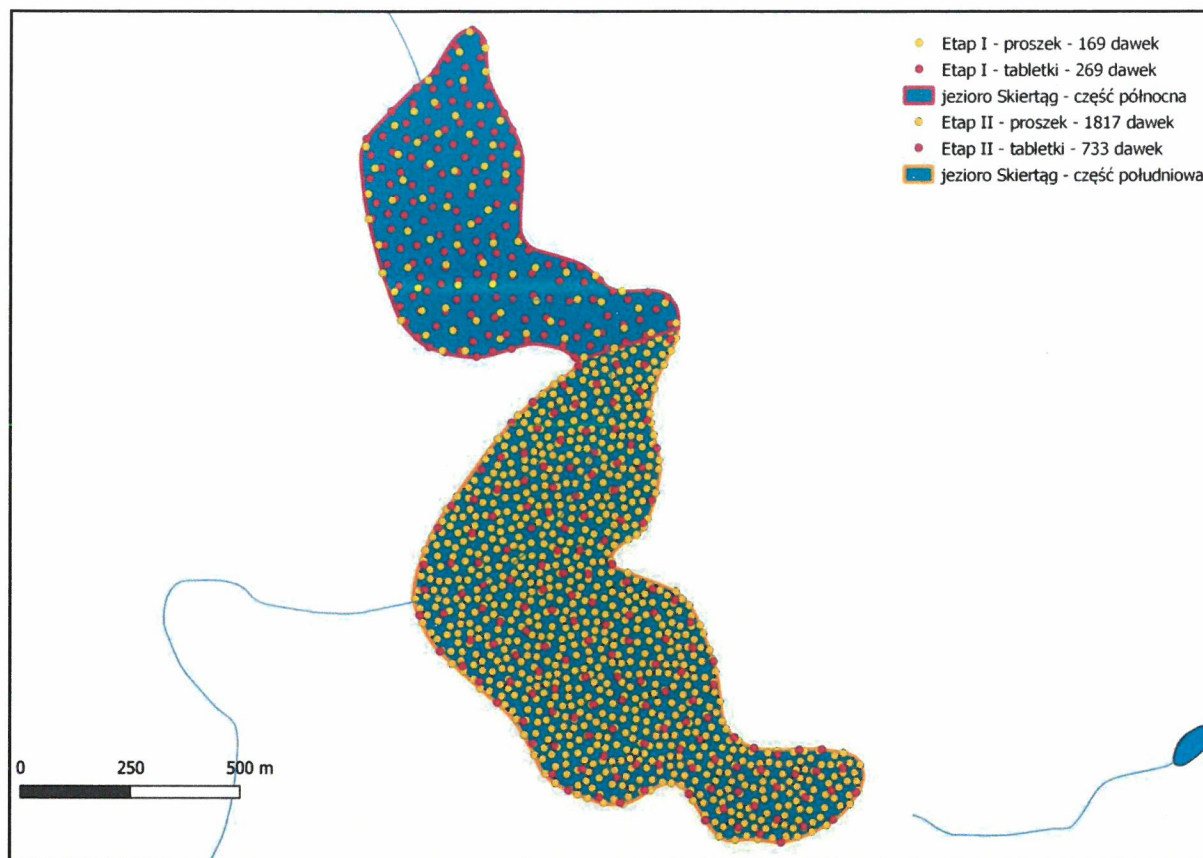 Etap I - proszek - 169 dawek
Etap I - tabletki - 269 dawek
jezioro Skiertąg - część północna
Etap II - proszek - 1817 dawek
Etap II - tabletki - 733 dawek
jezioro Skiertąg - część południowa
0 250 500 m